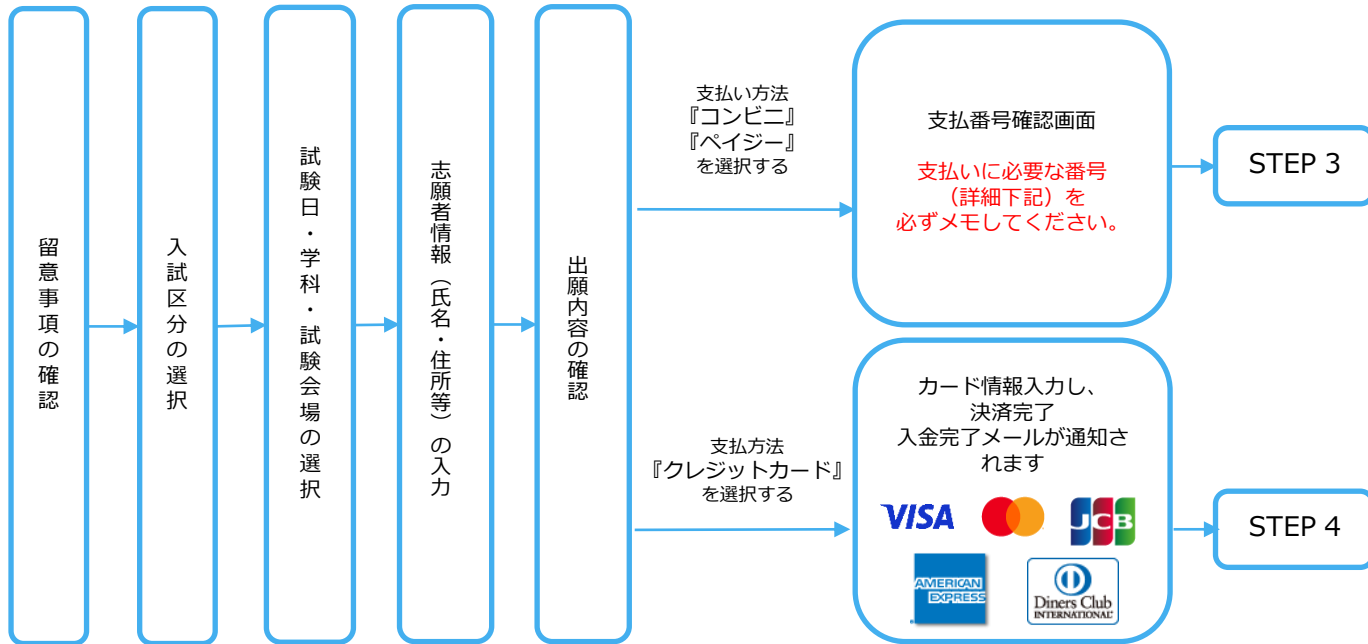 留意事項の確認
入試区分の選択
試験日・学科・試験会場の選択
志願者情報（氏名・住所等）の入力
出願内容の確認
支払い方法
『コンビニ』
『ペイジー』
を選択する
支払番号確認画面
支払いに必要な番号
（詳細下記）を
必ずメモしてください。
STEP 3
支払方法
『クレジットカード』
を選択する
カード情報入力し、
決済完了
入金完了メールが通知さ
れます
VISA
JCB
AMERICAN
EXPRESS
Diners Club
INTERNATIONAL
STEP 4